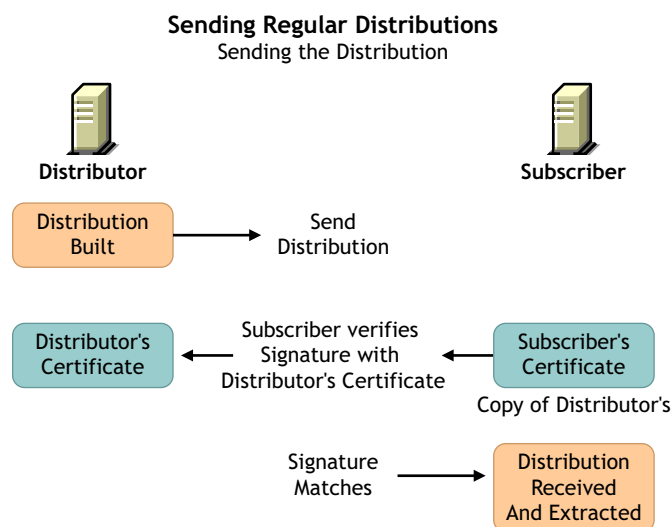 Sending Regular Distributions
Sending the Distribution
Distributor
Subscriber
Distribution
Built
Send
Distribution
Distributor's
Certificate
Subscriber verifies
Signature with
Distributor's Certificate
Subscriber's
Certificate
Copy of Distributor's
Signature
Matches
Distribution
Received
And Extracted